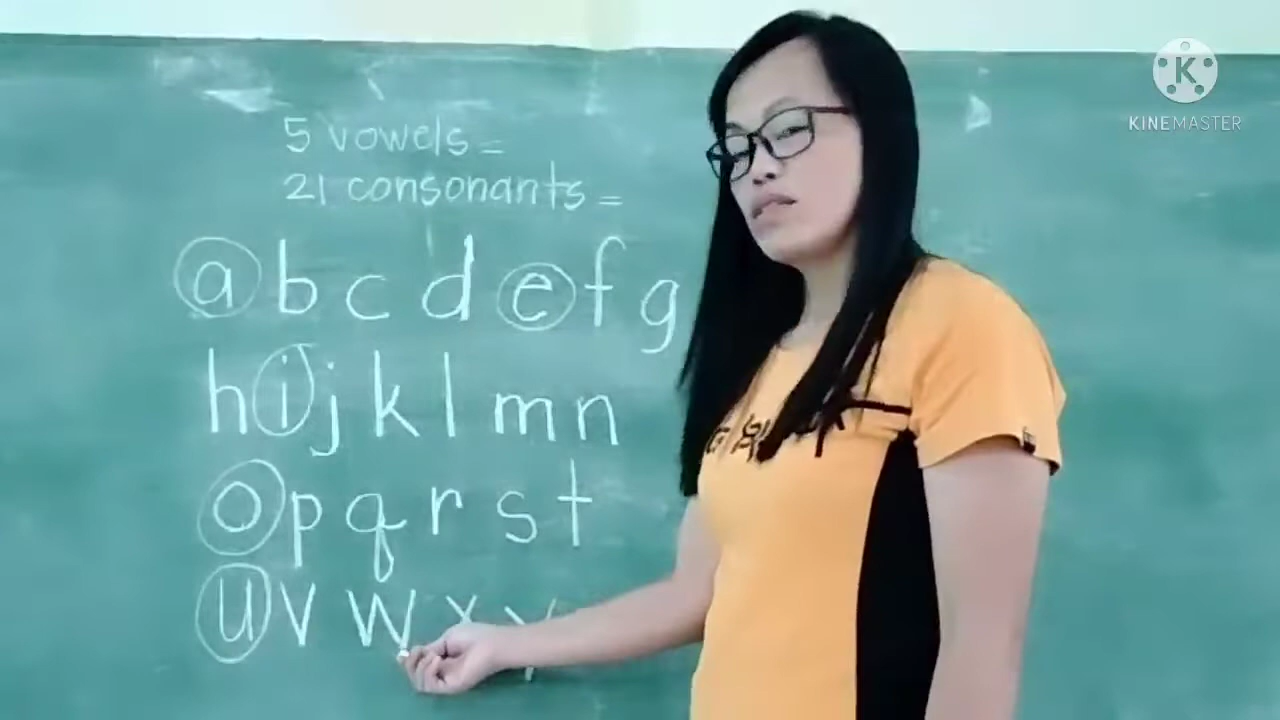 5 vowels =
21 consonants =
a b c d e f g
h i j k l m n
o p q r s t
u v w x y
K
KINEMASTER